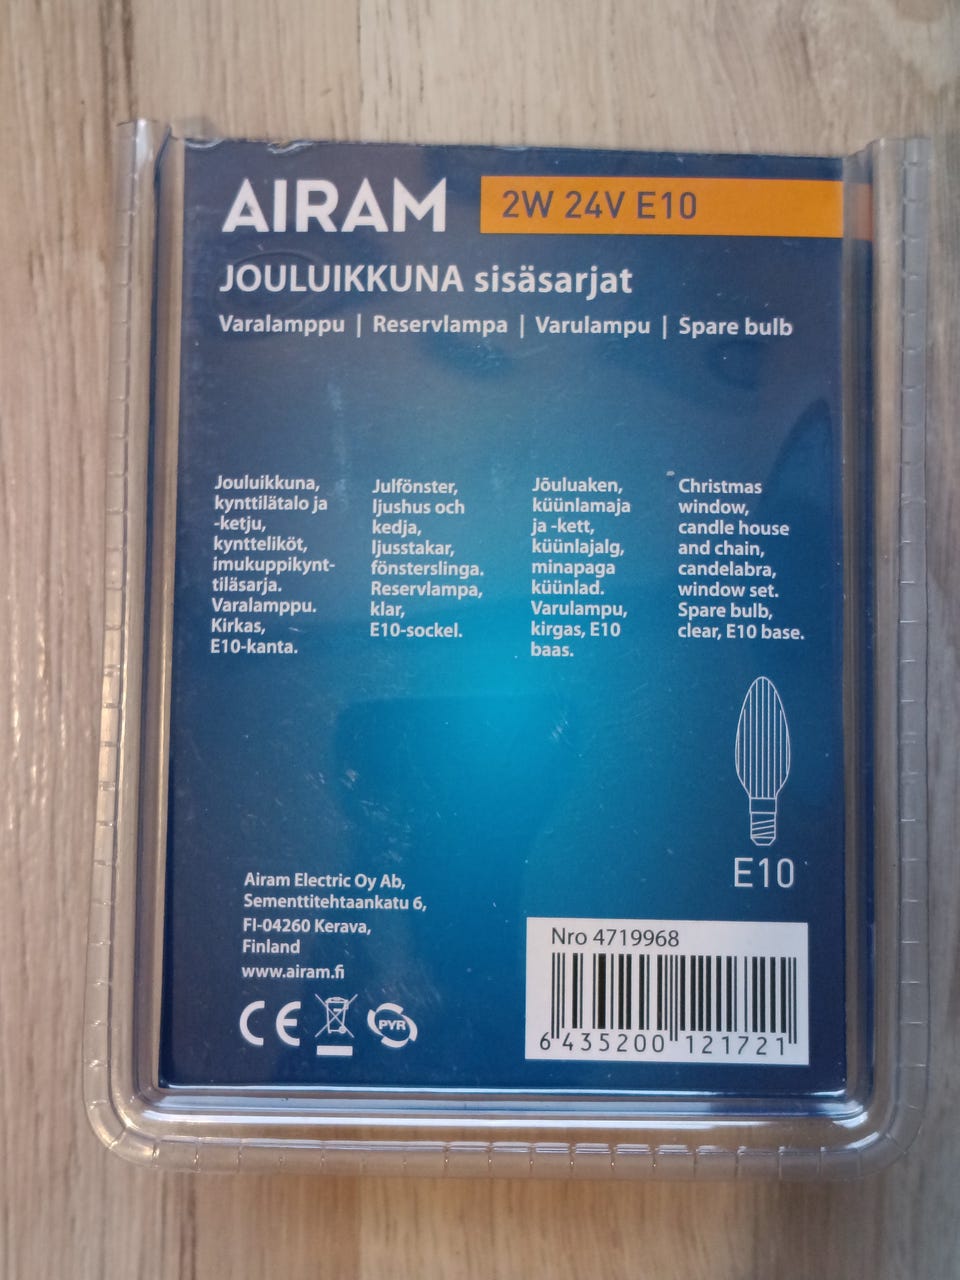 AIRAM
2W 24V E10
JOULUIKKUNA sisäsarjat
Varalamppu | Reservlampa | Varulampu | Spare bulb
Jouluikkuna,
kynttilätalo ja
-ketju,
kyntteliköt,
imukuppikynt-
tiläsarja.
Varalamppu.
Kirkas,
E10-kanta.
Julfönster,
ljushus och
kedja,
ljusstakar,
fönsterslinga.
Reservlampa,
klar,
E10-sockel.
Jõuluaken,
küünlamaja
ja -kett,
küünlajalg,
minapaga
küünlad.
Varulampu,
kirgas, E10
baas.
Christmas
window,
candle house
and chain,
candelabra,
window set.
Spare bulb,
clear, E10 base.
E10
Airam Electric Oy Ab,
Sementtitehtaankatu 6,
FI-04260 Kerava,
Finland
www.airam.fi
CE
PYR
Nro 4719968
6 435200 121721